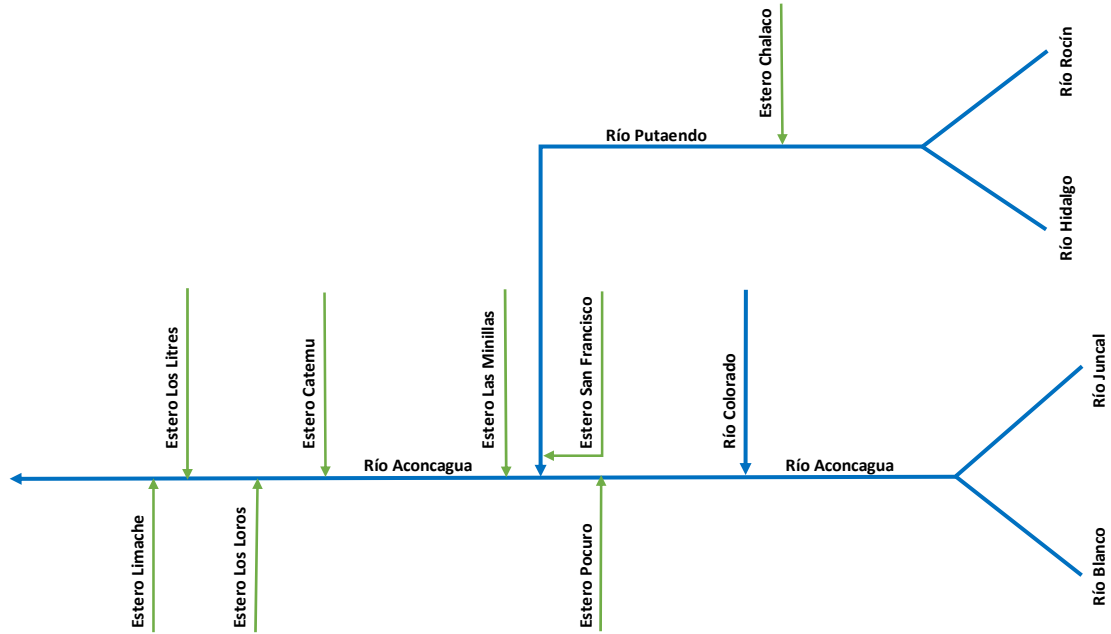 Estero Chalaco
Río Rocín
Río Putaendo
Río Hidalgo
Estero Los Litres
Estero Catemu
Estero Las Minillas
Estero San Francisco
Río Colorado
Río Juncal
Río Aconcagua
Río Aconcagua
Estero Limache
Estero Los Loros
Estero Pocuro
Río Blanco